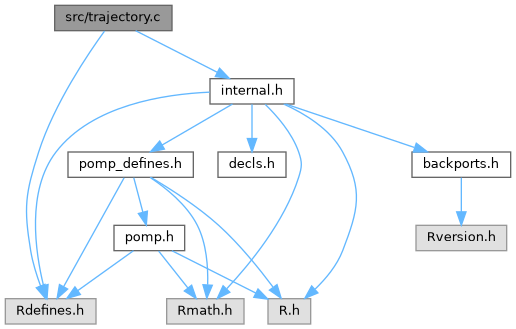 src/trajectory.c
internal.h
pomp_defines.h
decls.h
backports.h
pomp.h
Rversion.h
Rdefines.h
Rmath.h
R.h